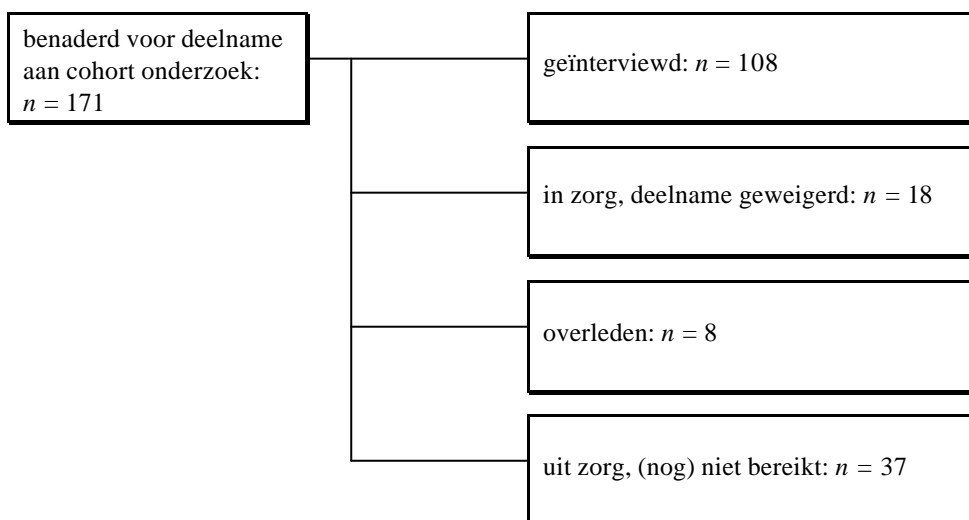 benaderd voor deelname
aan cohort onderzoek:
n = 171
geïnterviewd: n = 108
in zorg, deelname geweigerd: n = 18
overleden: n = 8
uit zorg, (nog) niet bereikt: n = 37